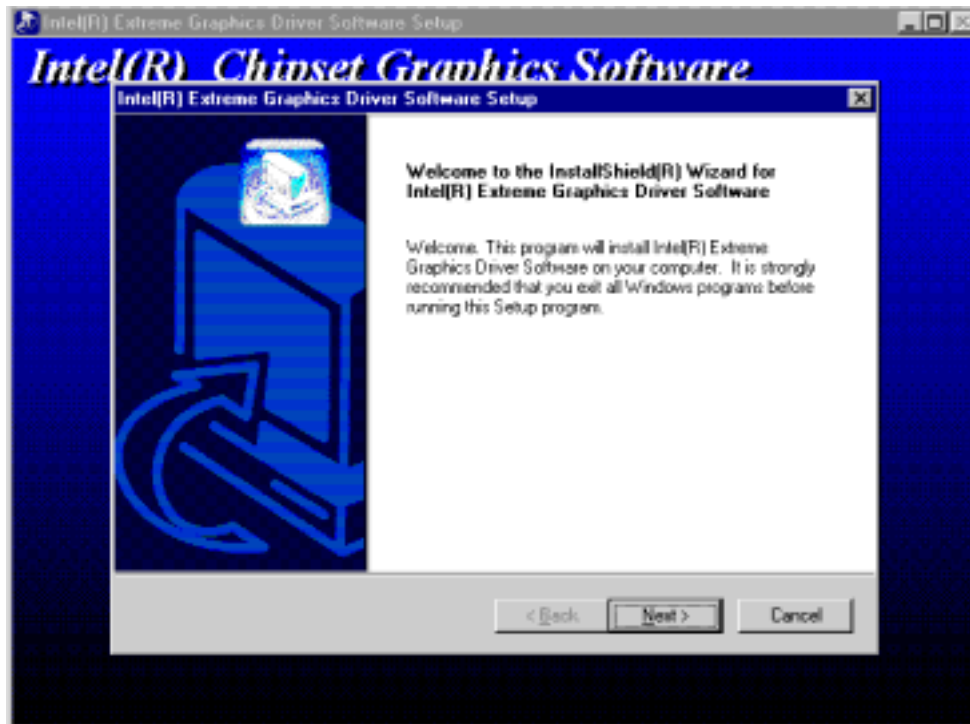 Intel(R) Extreme Graphics Driver Software Setup
Intel(R) Chipset Graphics Software
Intel(R) Extreme Graphics Driver Software Setup
Welcome to the InstallShield(R) Wizard for
Intel(R) Extreme Graphics Driver Software
Welcome. This program will install Intel(R) Extreme
Graphics Driver Software on your computer. It is strongly
recommended that you exit all Windows programs before
running this Setup program.
< Back
Next >
Cancel